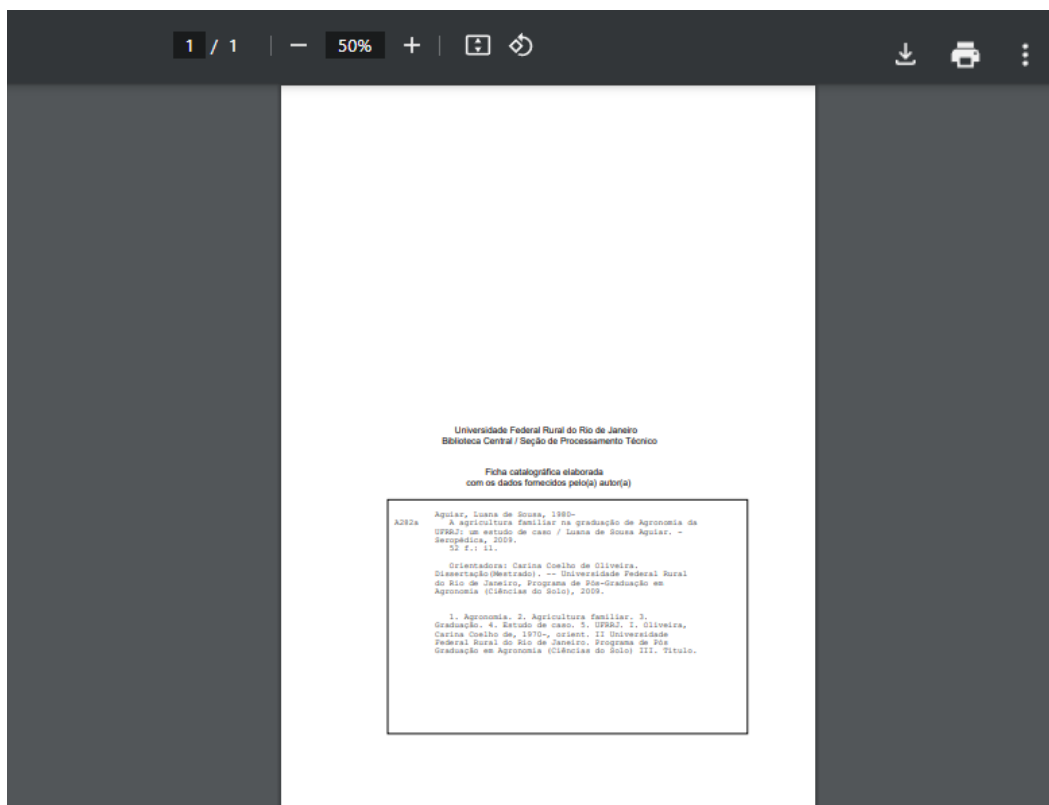 1 / 1
50%
Universidade Federal Rural do Rio de Janeiro
Biblioteca Central / Seção de Processamento Técnico
Ficha catalográfica elaborada
com os dados fornecidos pelo(a) autor(a)
Aguiar, Luana de Sousa, 1980-
A282a A agricultura familiar na graduação de Agronomia da
UFRRJ: um estudo de caso / Luana de Sousa Aguiar. -
Seropédica, 2009.
52 f.: il.
Orientadora: Carina Coelho de Oliveira.
Dissertação(Mestrado). -- Universidade Federal Rural
do Rio de Janeiro, Programa de Pós-Graduação em
Agronomia (Ciências do Solo), 2009.
1. Agronomia. 2. Agricultura familiar. 3.
Graduação. 4. Estudo de caso. 5. UFRRJ. I. Oliveira,
Carina Coelho de, 1970-, orient. II Universidade
Federal Rural do Rio de Janeiro. Programa de Pós
Graduação em Agronomia (Ciências do Solo) III. Título.